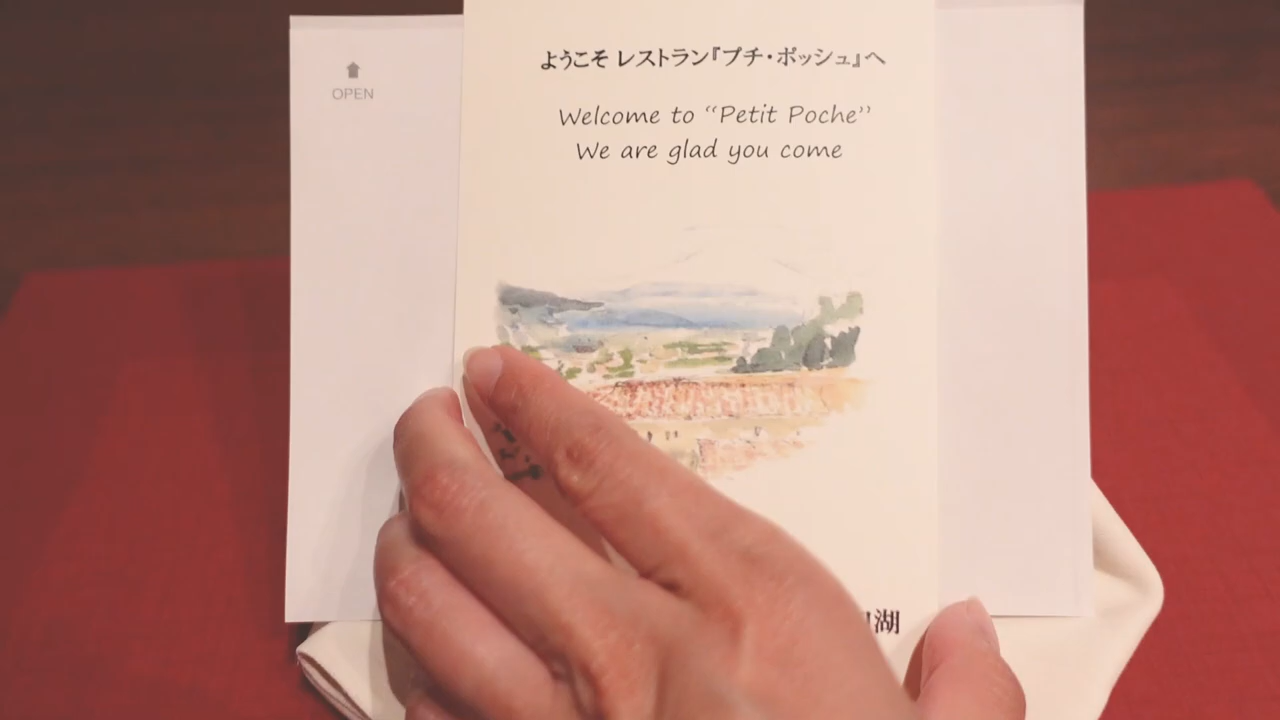 OPEN
ようこそ レストラン『プチ・ポッシュ』へ
Welcome to “Petit Poche”
We are glad you come
湖